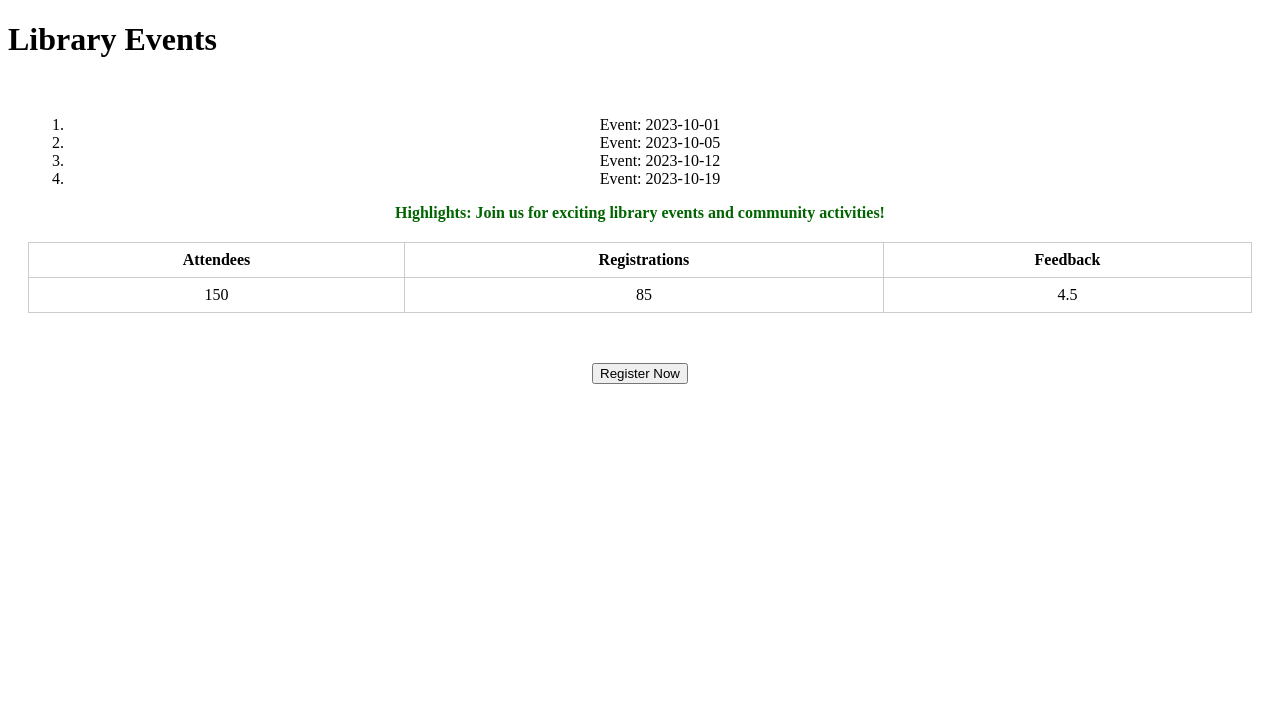 Library Events
1. Event: 2023-10-01
2. Event: 2023-10-05
3. Event: 2023-10-12
4. Event: 2023-10-19
Highlights: Join us for exciting library events and community activities!
Attendees Registrations Feedback
150 85 4.5
Register Now